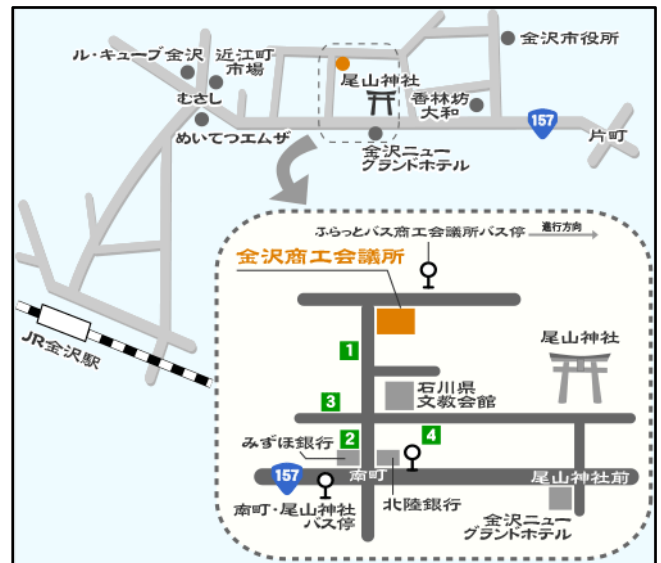 金沢市役所
ル・キューブ金沢
近江町
市場
尾山神社
むさし
香林坊
大和
157
めいてつエムザ
金沢ニュー
グランドホテル
片町
ふらっとバス商工会議所バス停
進行方向
金沢商工会議所
JR金沢駅
1
尾山神社
石川県
文教会館
3
2
4
みずほ銀行
157
南町
尾山神社前
北陸銀行
南町・尾山神社
バス停
金沢ニュー
グランドホテル